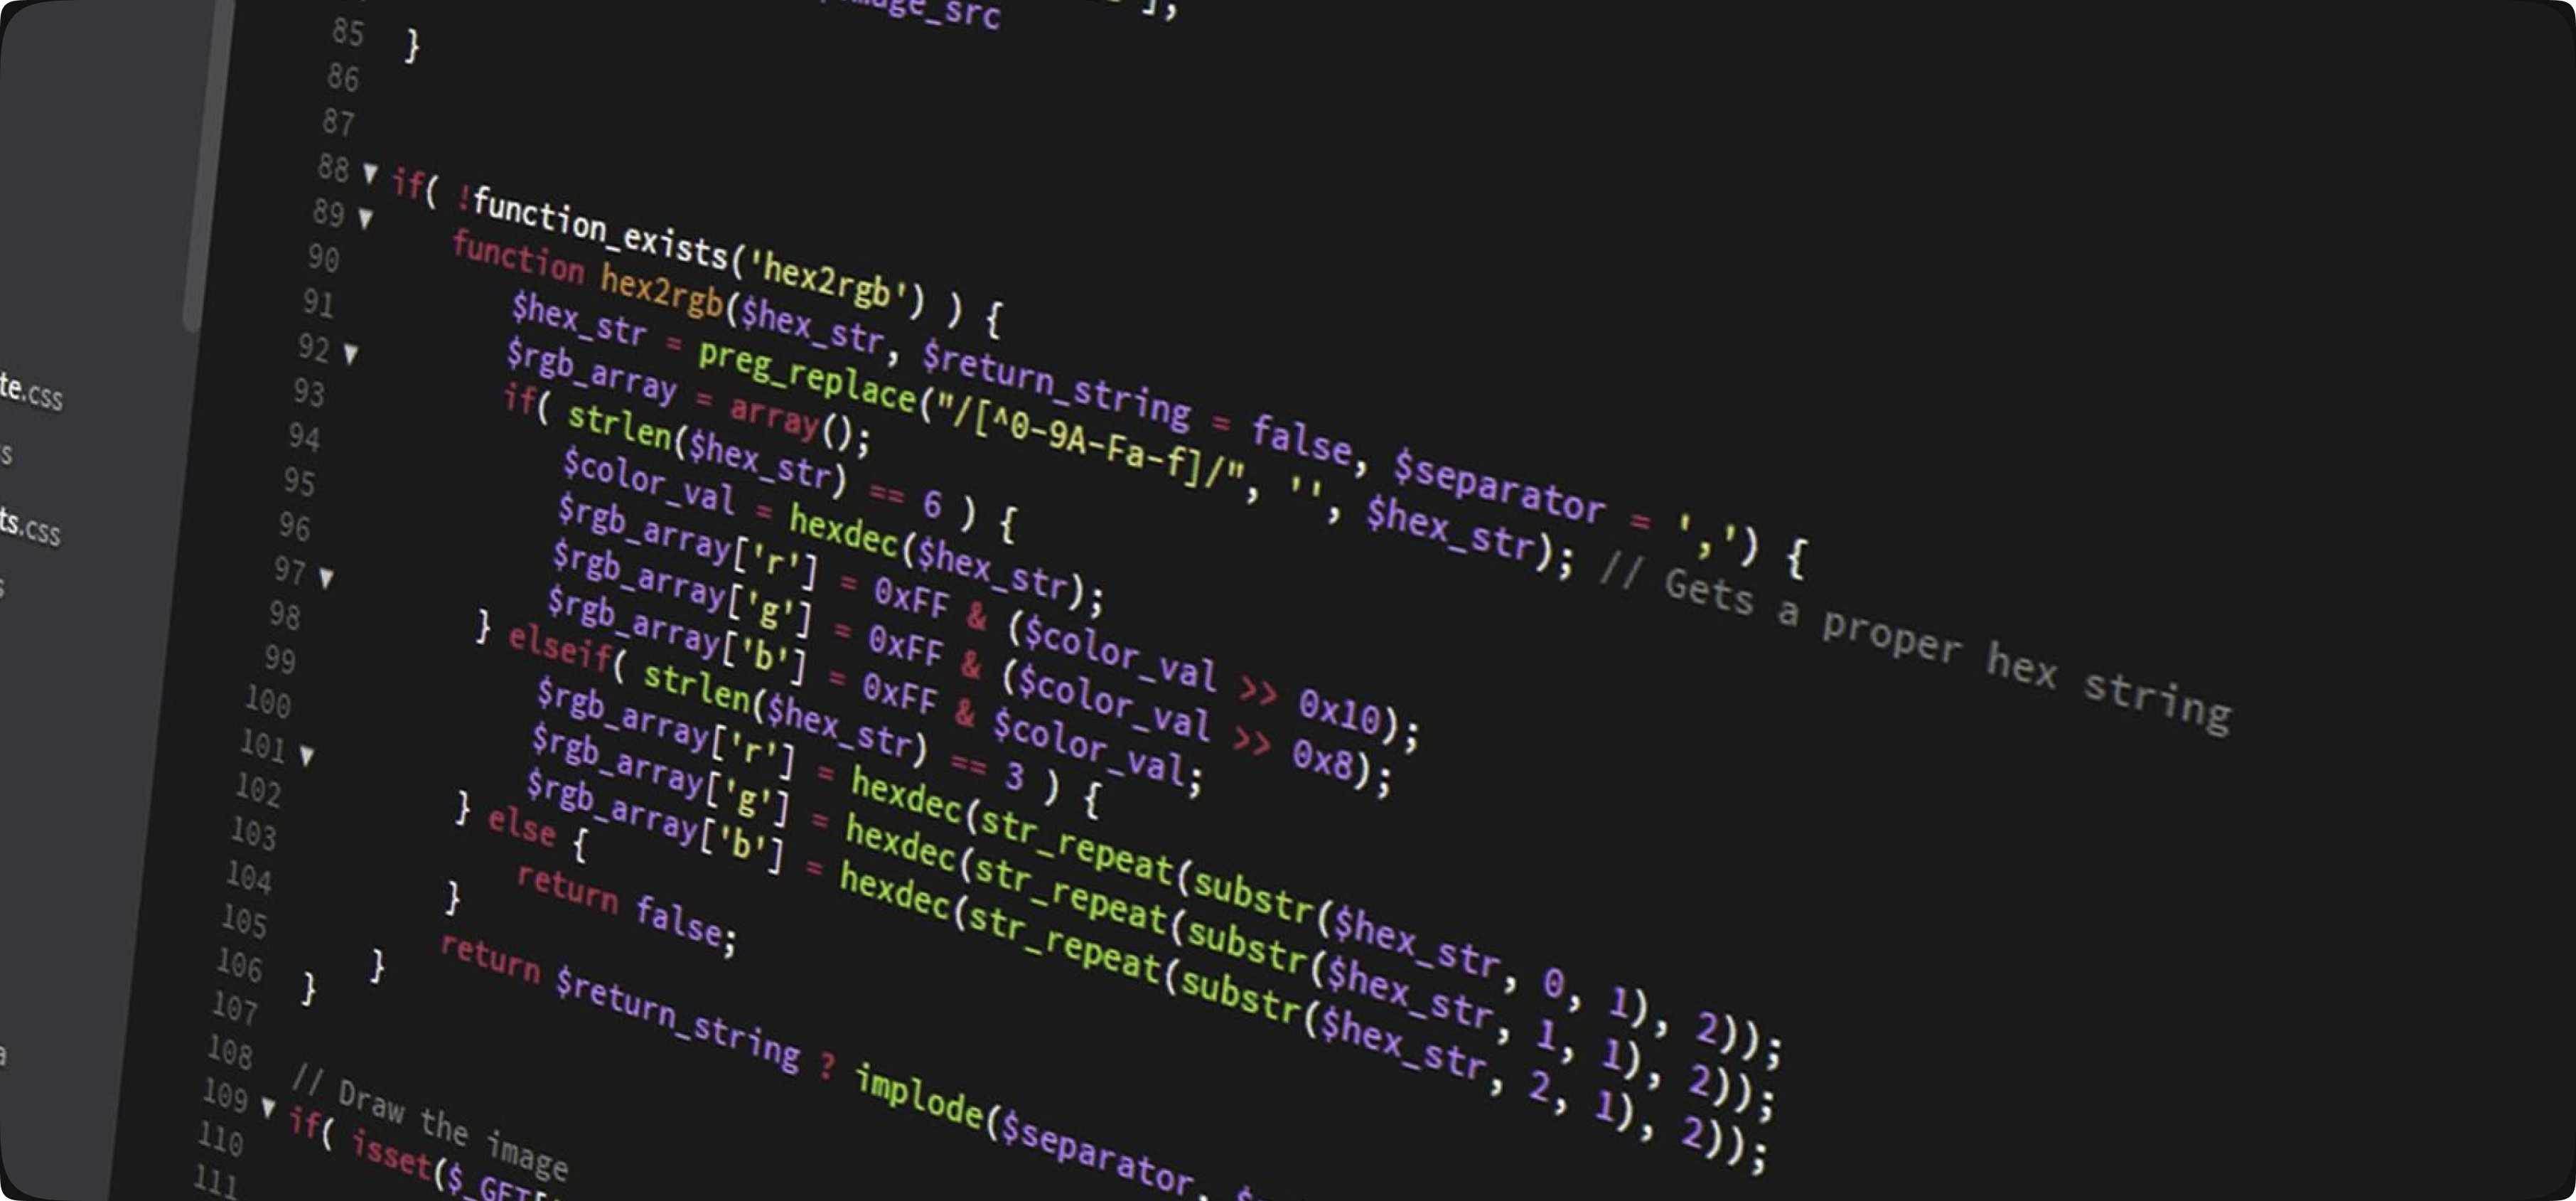 ],
mage_src
85 }
86
87
88 ▼ if( !function_exists('hex2rgb') ) {
89 ▼ function hex2rgb($hex_str, $return_string = false, $separator = ',') {
90 $hex_str = preg_replace("/[^0-9A-Fa-f]/", '', $hex_str); // Gets a proper hex string
91 $rgb_array = array();
92 ▼ if( strlen($hex_str) == 6 ) {
93 $color_val = hexdec($hex_str);
94 $rgb_array['r'] = 0xFF & ($color_val >> 0x10);
95 $rgb_array['g'] = 0xFF & ($color_val >> 0x8);
96 $rgb_array['b'] = 0xFF & $color_val;
97 ▼ } elseif( strlen($hex_str) == 3 ) {
98 $rgb_array['r'] = hexdec(str_repeat(substr($hex_str, 0, 1), 2));
99 $rgb_array['g'] = hexdec(str_repeat(substr($hex_str, 1, 1), 2));
100 $rgb_array['b'] = hexdec(str_repeat(substr($hex_str, 2, 1), 2));
101 ▼ } else {
102 return false;
103 }
104 return $return_string ? implode($separator, $
105 }
106 }
107
108 // Draw the image
109 ▼ if( isset($_GET[
110
111
te.css
s
ts.css
s
a